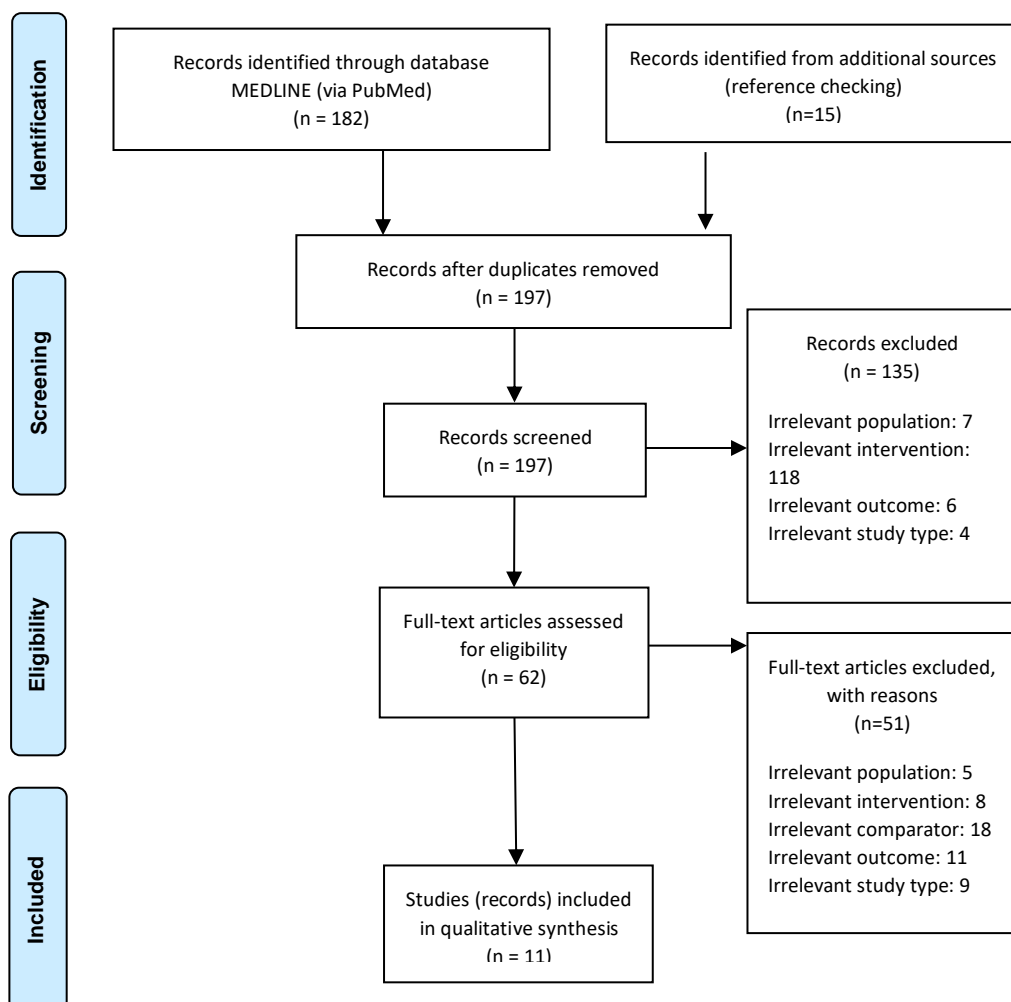 Identification
Records identified through database
MEDLINE (via PubMed)
(n = 182)
Records identified from additional sources
(reference checking)
(n=15)
Records after duplicates removed
(n = 197)
Screening
Records screened
(n = 197)
Records excluded
(n = 135)
Irrelevant population: 7
Irrelevant intervention:
118
Irrelevant outcome: 6
Irrelevant study type: 4
Eligibility
Full-text articles assessed
for eligibility
(n = 62)
Full-text articles excluded,
with reasons
(n=51)
Irrelevant population: 5
Irrelevant intervention: 8
Irrelevant comparator: 18
Irrelevant outcome: 11
Irrelevant study type: 9
Included
Studies (records) included
in qualitative synthesis
(n = 11)